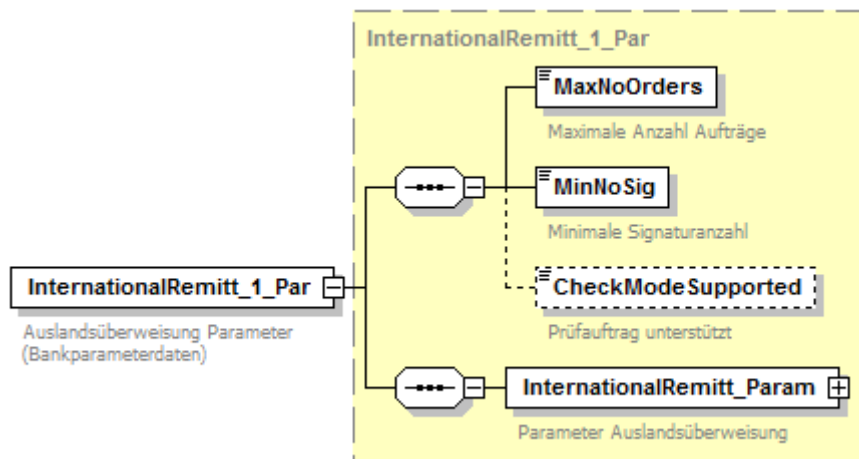 InternationalRemitt_1_Par
MaxNoOrders
Maximale Anzahl Aufträge
MinNoSig
Minimale Signaturanzahl
InternationalRemitt_1_Par
Auslandsüberweisung Parameter
(Bankparameterdaten)
CheckModeSupported
Prüfauftrag unterstützt
InternationalRemitt_Param
Parameter Auslandsüberweisung